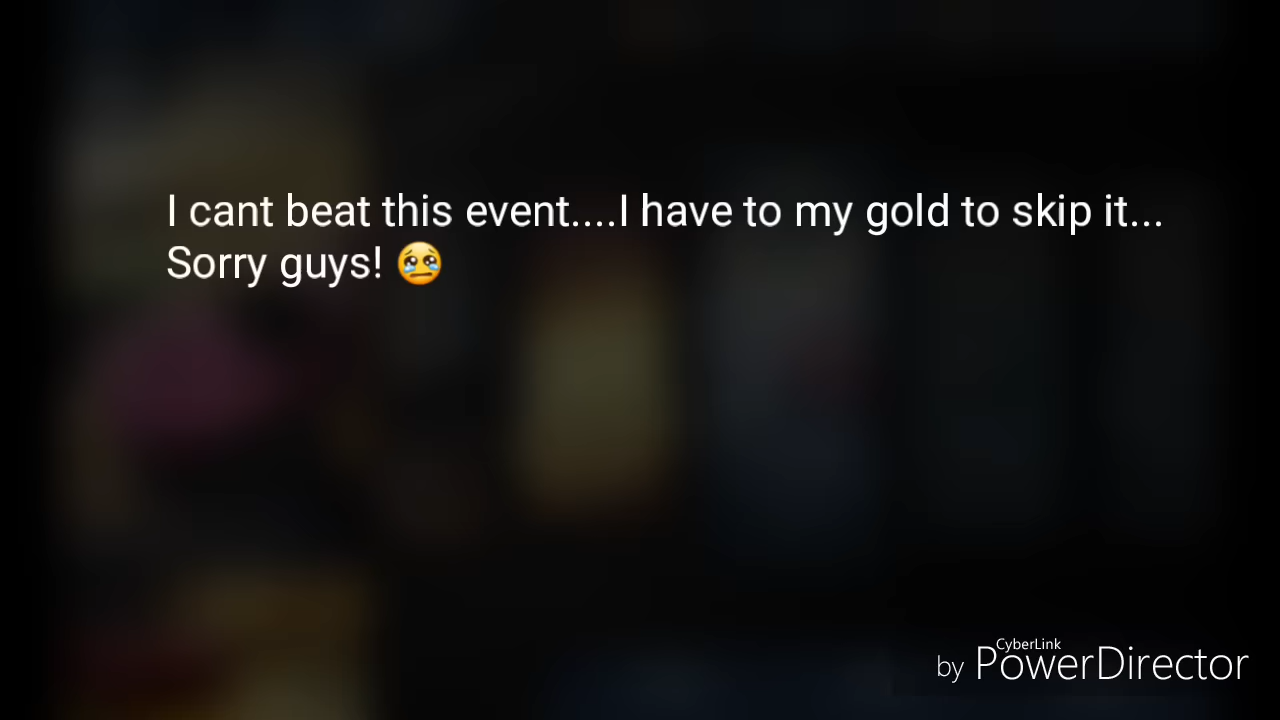 I cant beat this event....I have to my gold to skip it...
Sorry guys! 😢
CyberLink
by PowerDirector